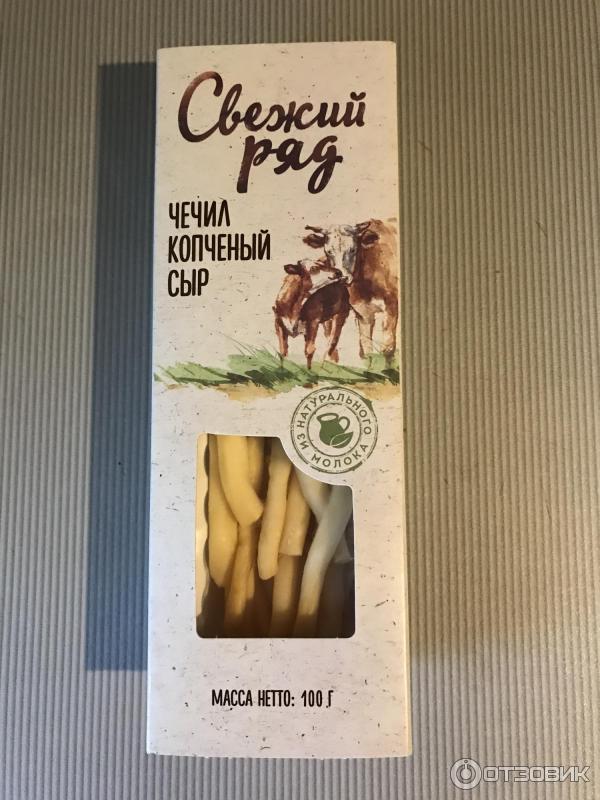 Свежий
ряд
ЧЕЧИЛ
КОПЧЕНЫЙ
СЫР
ИЗ НАТУРАЛЬНОГО
МОЛОКА
МАССА НЕТТО: 100 Г
ОТЗОВИК